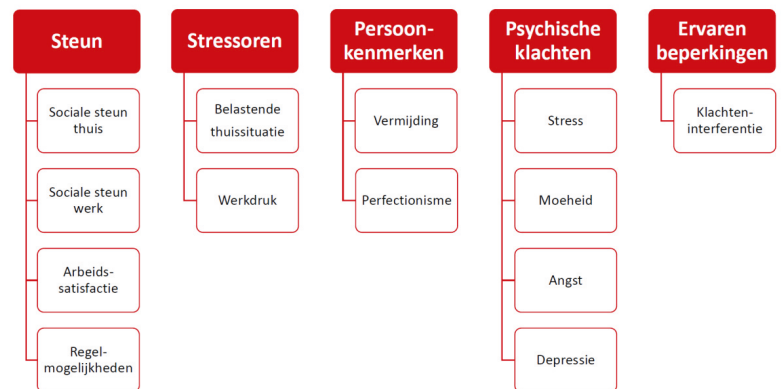 Steun
Sociale steun
thuis
Sociale steun
werk
Arbeids-
satisfactie
Regel-
mogelijkheden
Stressoren
Belastende
thuissituatie
Werkdruk
Persoon-
kenmerken
Vermijding
Perfectionisme
Psychische
klachten
Stress
Moeheid
Angst
Depressie
Ervaren
beperkingen
Klachten-
interferentie